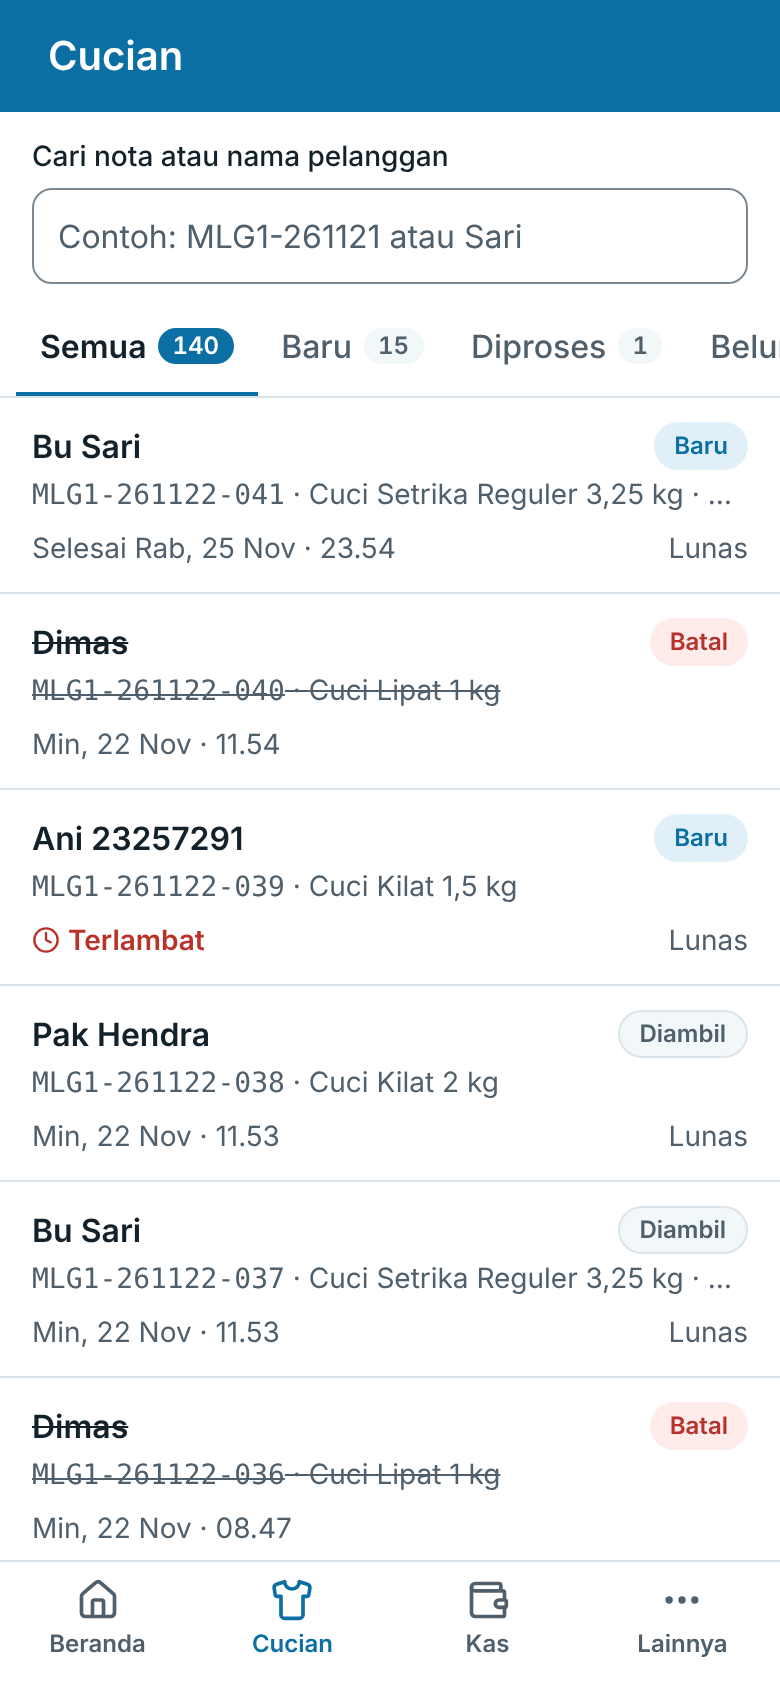 Cucian
Cari nota atau nama pelanggan
Contoh: MLG1-261121 atau Sari
Semua 140 Baru 15 Diproses 1 Belu
Bu Sari Baru
MLG1-261122-041 · Cuci Setrika Reguler 3,25 kg · ...
Selesai Rab, 25 Nov · 23.54 Lunas
Dimas Batal
MLG1-261122-040 · Cuci Lipat 1 kg
Min, 22 Nov · 11.54
Ani 23257291 Baru
MLG1-261122-039 · Cuci Kilat 1,5 kg
Terlambat Lunas
Pak Hendra Diambil
MLG1-261122-038 · Cuci Kilat 2 kg
Min, 22 Nov · 11.53 Lunas
Bu Sari Diambil
MLG1-261122-037 · Cuci Setrika Reguler 3,25 kg · ...
Min, 22 Nov · 11.53 Lunas
Dimas Batal
MLG1-261122-036 · Cuci Lipat 1 kg
Min, 22 Nov · 08.47
Beranda Cucian Kas Lainnya